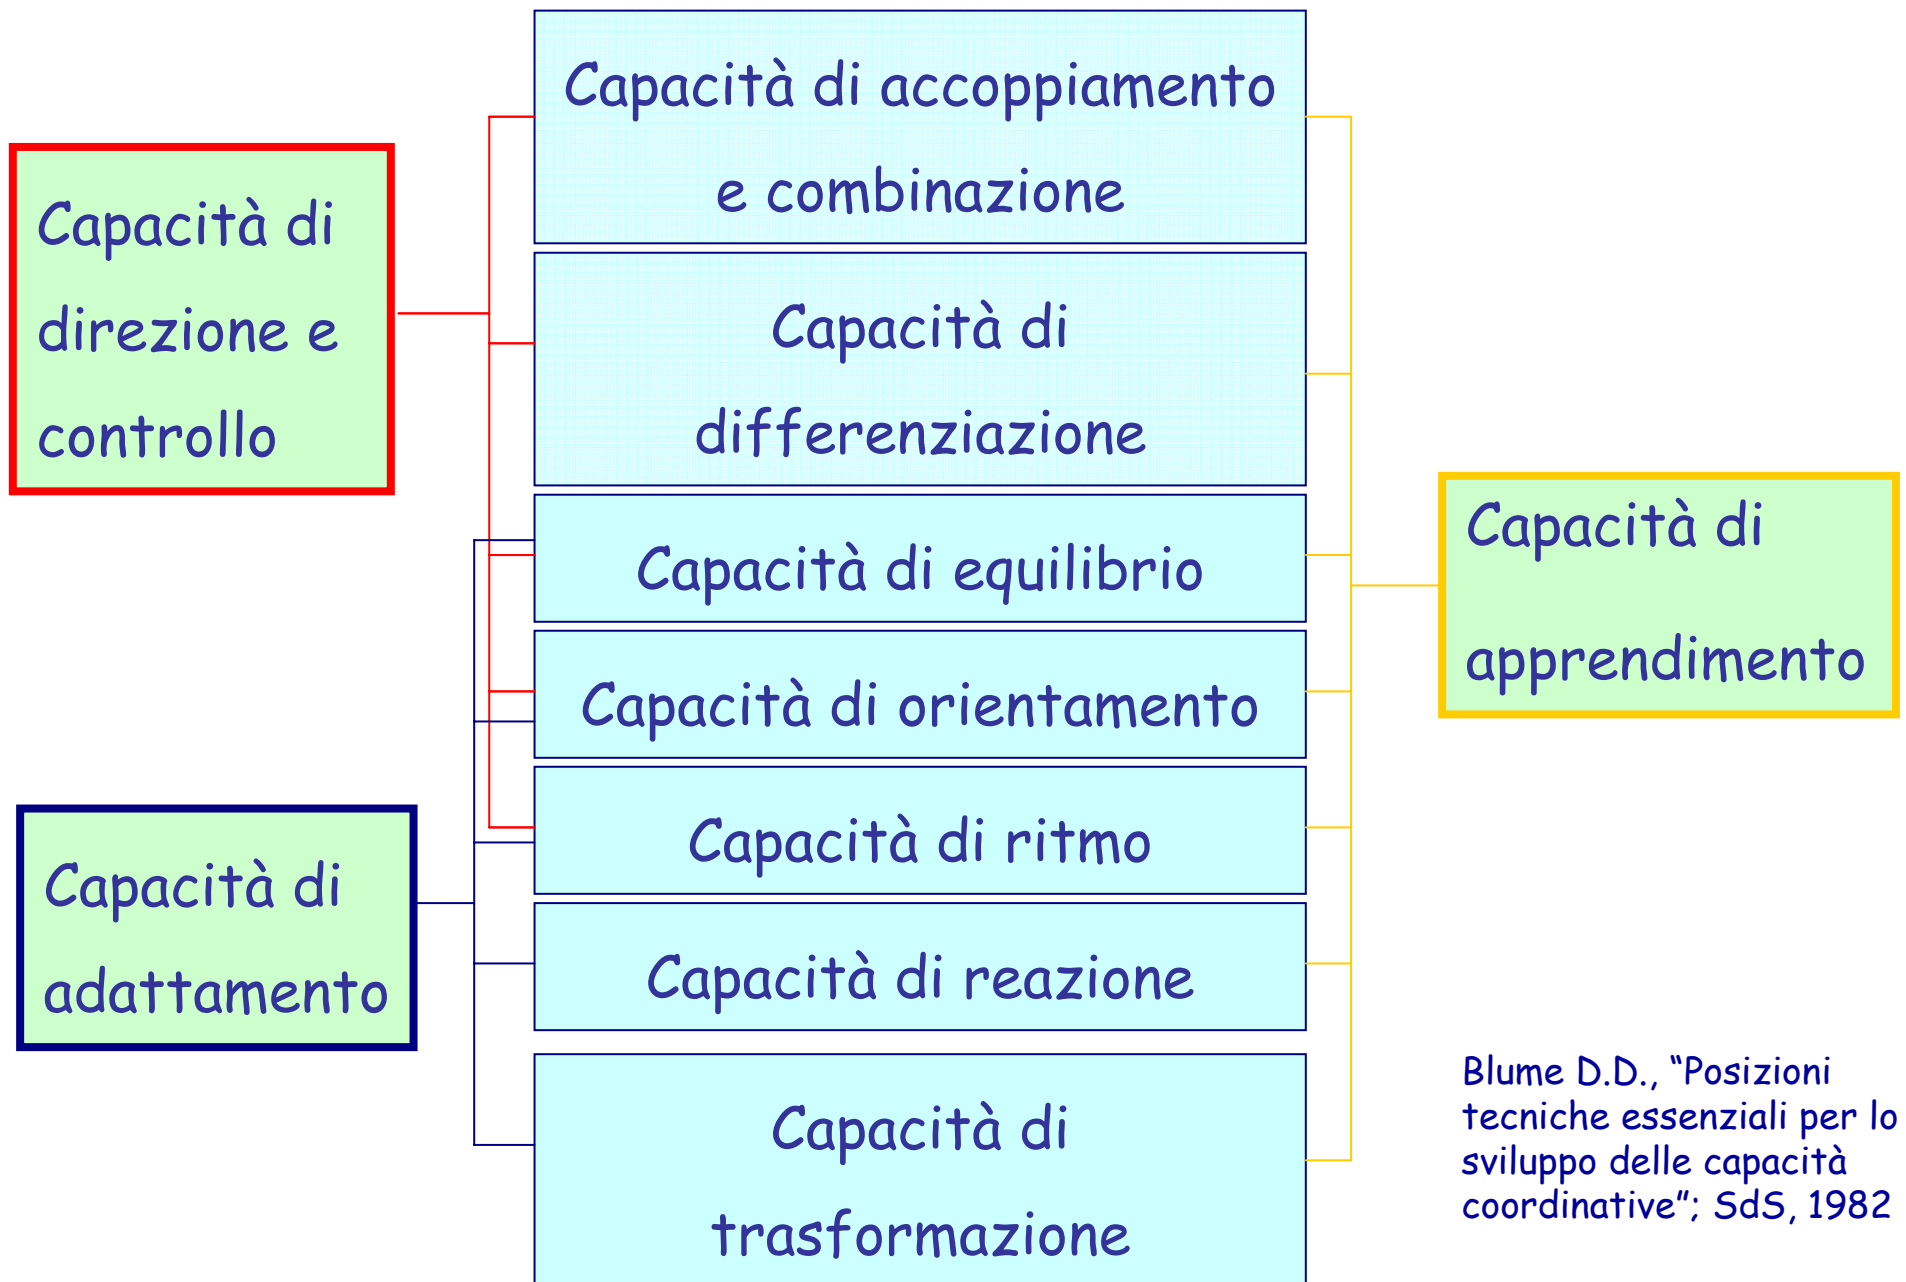 Capacità di accoppiamento
e combinazione
Capacità di
direzione e
controllo
Capacità di
differenziazione
Capacità di equilibrio
Capacità di
apprendimento
Capacità di orientamento
Capacità di ritmo
Capacità di
adattamento
Capacità di reazione
Capacità di
trasformazione
Blume D.D., “Posizioni
tecniche essenziali per lo
sviluppo delle capacità
coordinative”; SdS, 1982